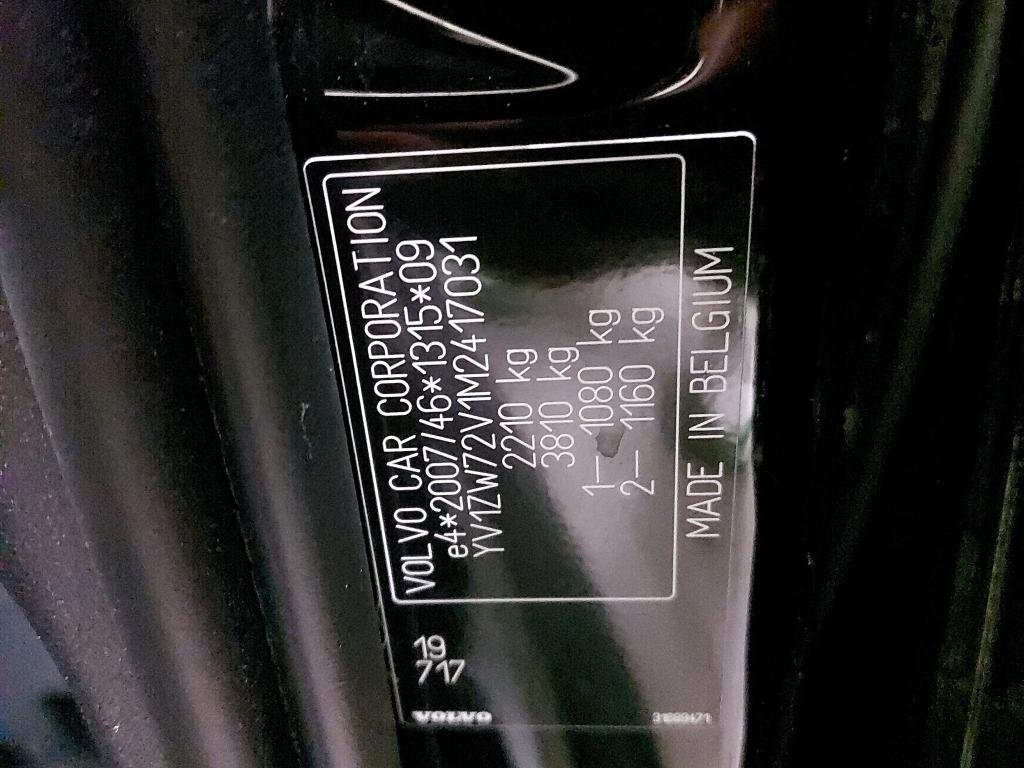 VOLVO CAR CORPORATION
e4*2007/46*1315*09
YV1ZW72V1M2417031
2210 kg
3810 kg
1— 1080 kg
2— 1160 kg
MADE IN BELGIUM
19
717
VOLVO